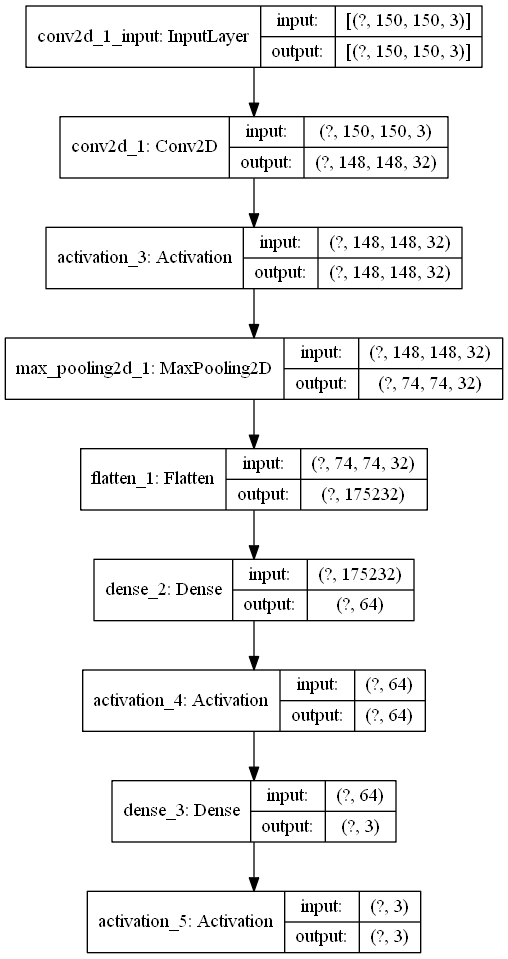 conv2d_1_input: InputLayer
input:
[(?, 150, 150, 3)]
output:
[(?, 150, 150, 3)]
conv2d_1: Conv2D
input:
(?, 150, 150, 3)
output:
(?, 148, 148, 32)
activation_3: Activation
input:
(?, 148, 148, 32)
output:
(?, 148, 148, 32)
max_pooling2d_1: MaxPooling2D
input:
(?, 148, 148, 32)
output:
(?, 74, 74, 32)
flatten_1: Flatten
input:
(?, 74, 74, 32)
output:
(?, 175232)
dense_2: Dense
input:
(?, 175232)
output:
(?, 64)
activation_4: Activation
input:
(?, 64)
output:
(?, 64)
dense_3: Dense
input:
(?, 64)
output:
(?, 3)
activation_5: Activation
input:
(?, 3)
output:
(?, 3)